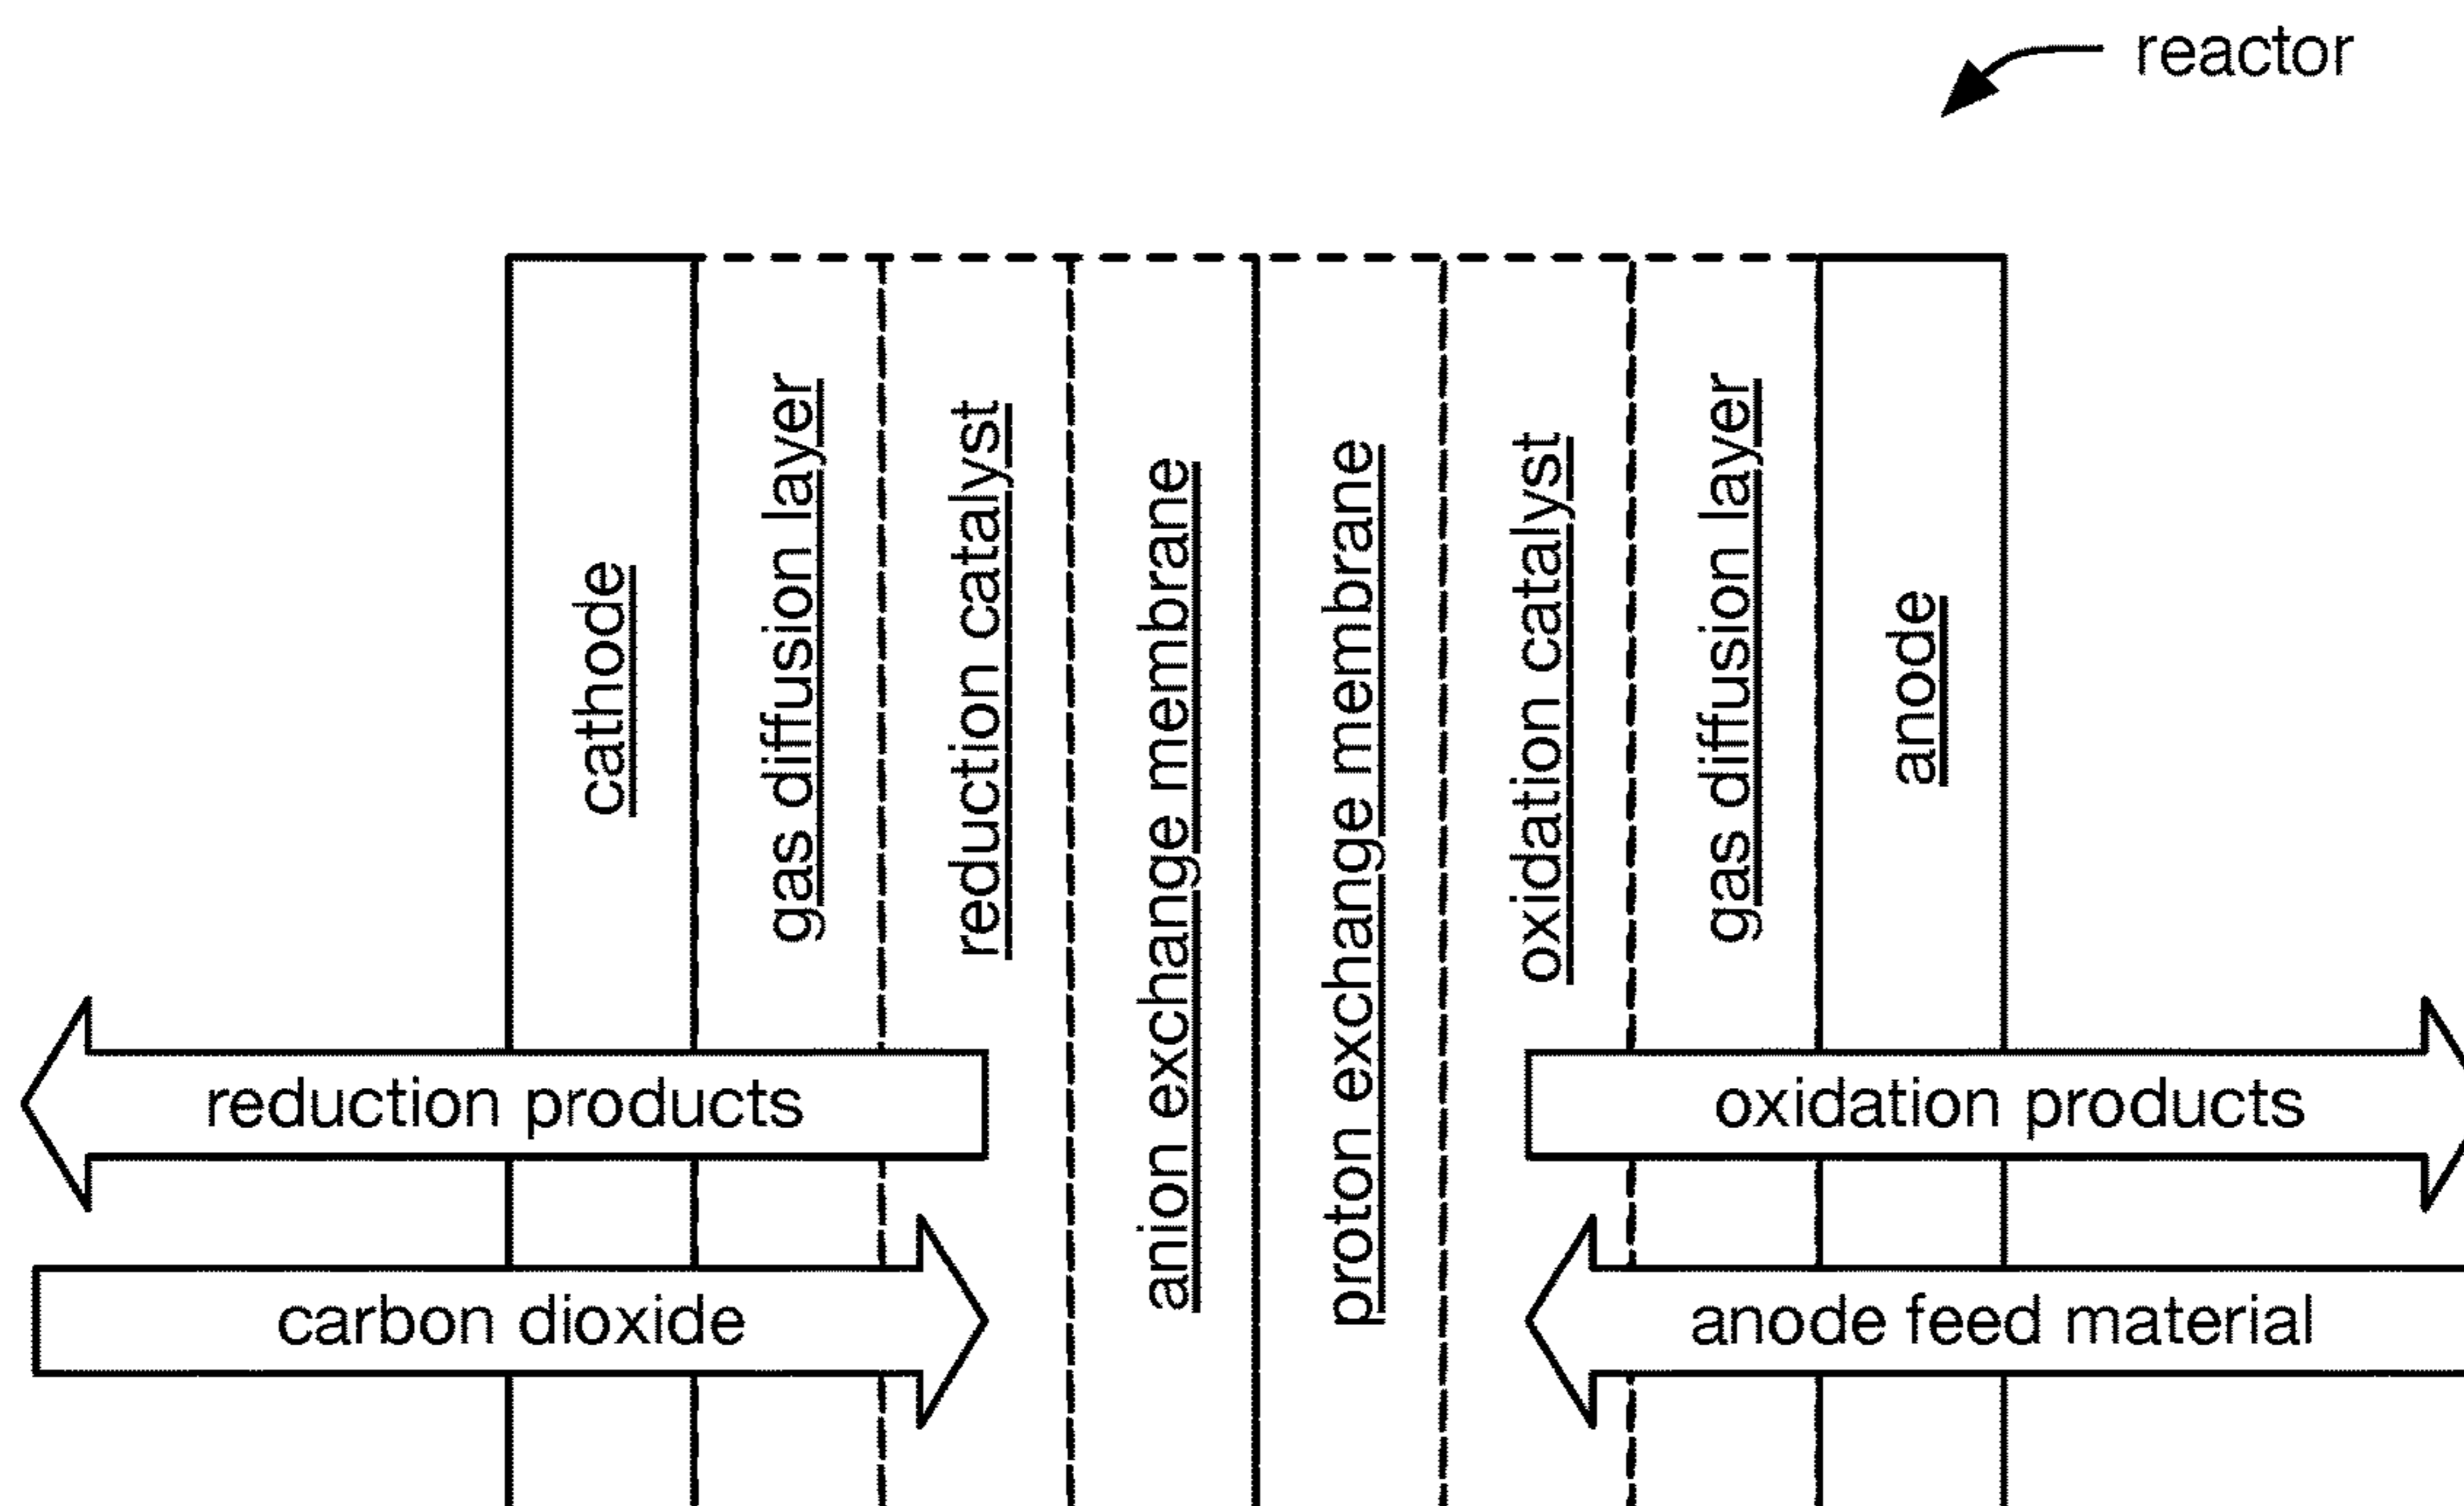 reactor
cathode
gas diffusion layer
reduction catalyst
anion exchange membrane
proton exchange membrane
oxidation catalyst
gas diffusion layer
anode
reduction products
oxidation products
carbon dioxide
anode feed material